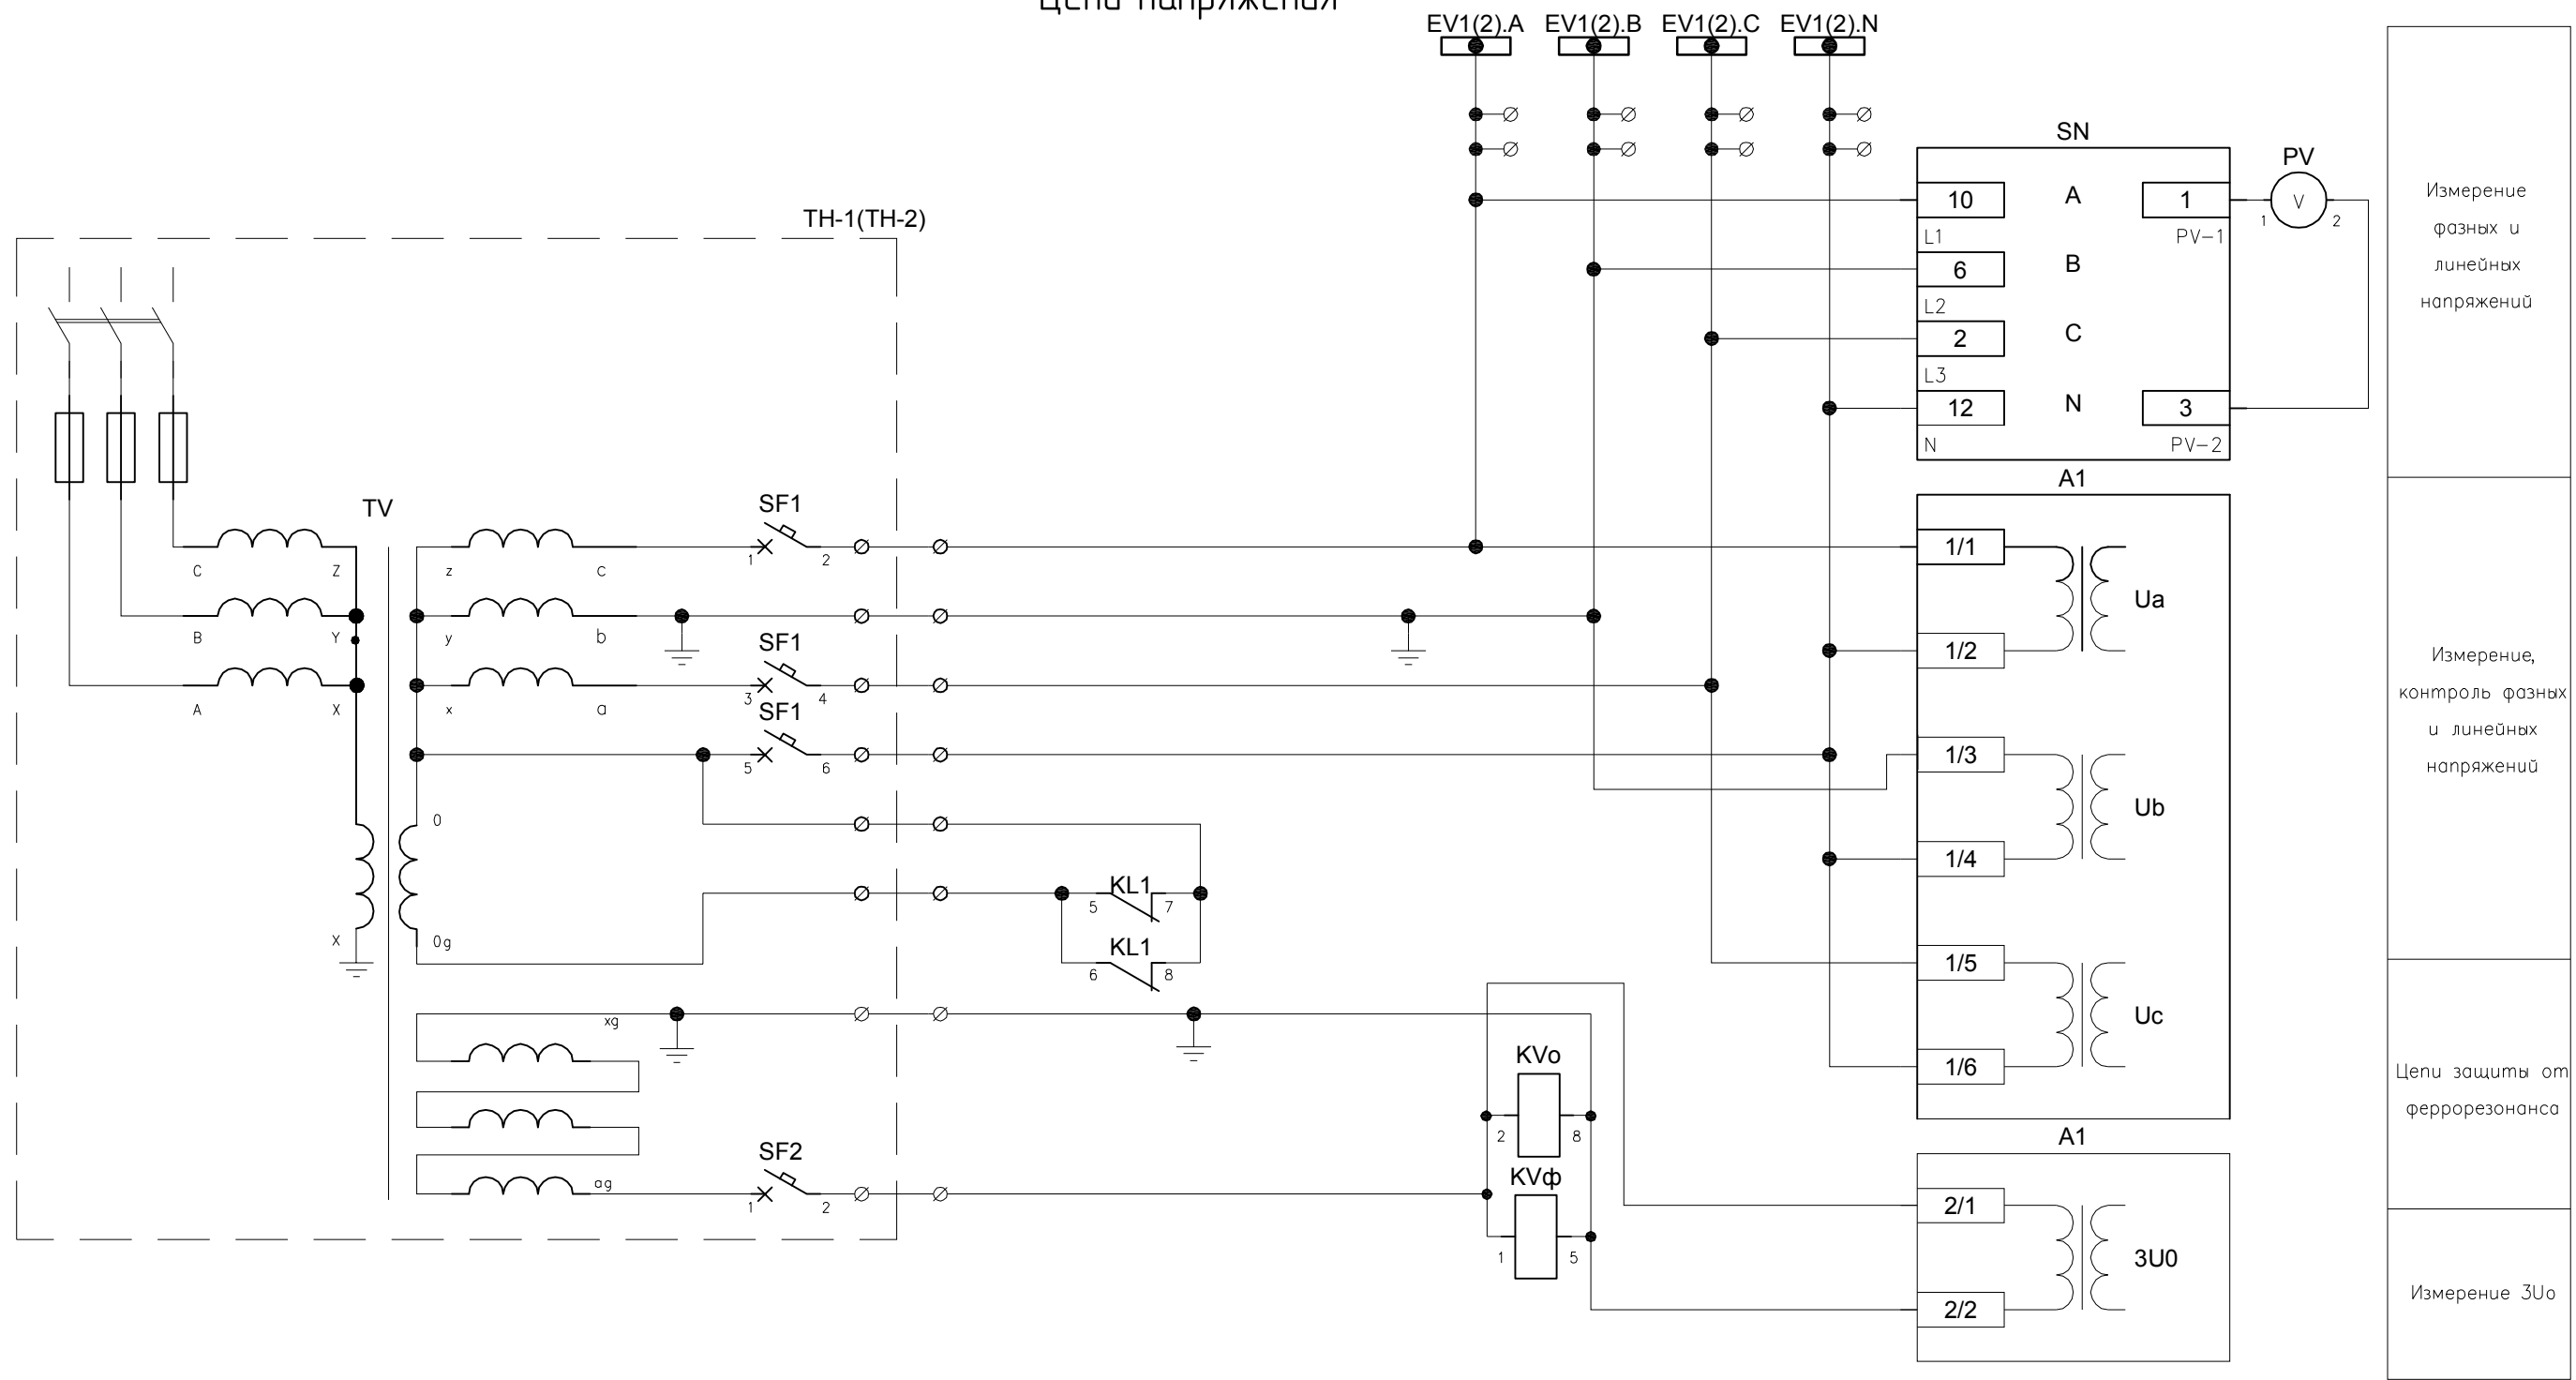 Цепи напряжения
EV1(2).A EV1(2).B EV1(2).C EV1(2).N
SN
10 A 1
L1 PV-1
6 B
L2
2 C
L3
12 N 3
N PV-2
PV
V
1 2
Измерение
фазных и
линейных
напряжений
ТН-1(ТН-2)
TV
C Z z c
B Y y b
A X x a
SF1
1 2
SF1
3 4
SF1
5 6
0
X 0g
KL1
5 7
KL1
6 8
xg
ag
SF2
1 2
KVo
2 8
KVф
1 5
A1
1/1
Ua
1/2
1/3
Ub
1/4
1/5
Uc
1/6
Измерение,
контроль фазных
и линейных
напряжений
Цепи защиты от
феррорезонанса
A1
2/1
3U0
2/2
Измерение 3Uo